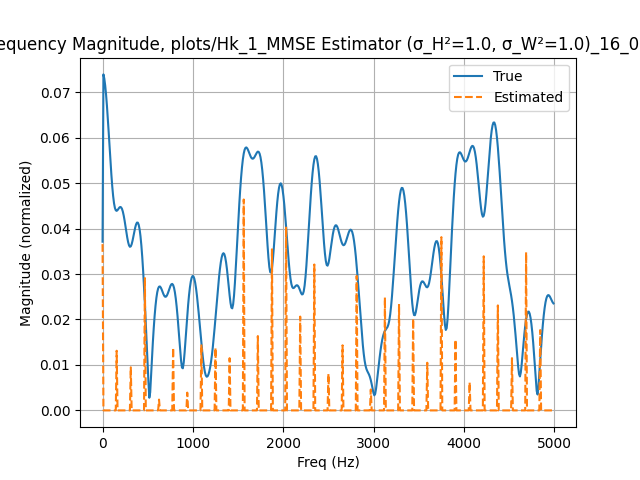 equency Magnitude, plots/Hk_1_MMSE Estimator (σ_H²=1.0, σ_W²=1.0)_16_0
True
Estimated
Magnitude (normalized)
0.07
0.06
0.05
0.04
0.03
0.02
0.01
0.00
0
1000
2000
3000
4000
5000
Freq (Hz)